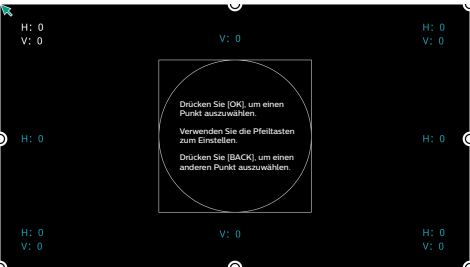 H: 0
V: 0
V: 0
H: 0
V: 0
Drücken Sie [OK], um einen
Punkt auszuwählen.
Verwenden Sie die Pfeiltasten
zum Einstellen.
Drücken Sie [BACK], um einen
anderen Punkt auszuwählen.
H: 0
H: 0
H: 0
V: 0
V: 0
H: 0
V: 0